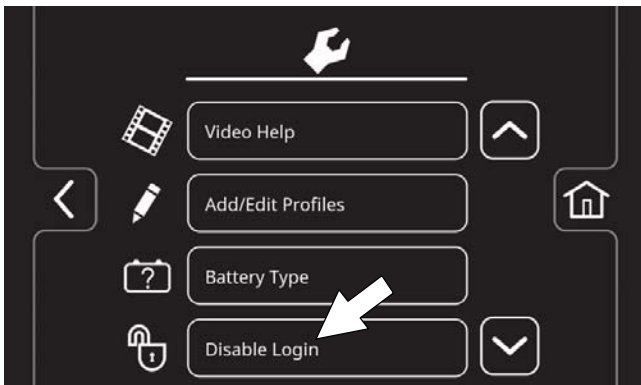 Video Help
Add/Edit Profiles
Battery Type
Disable Login